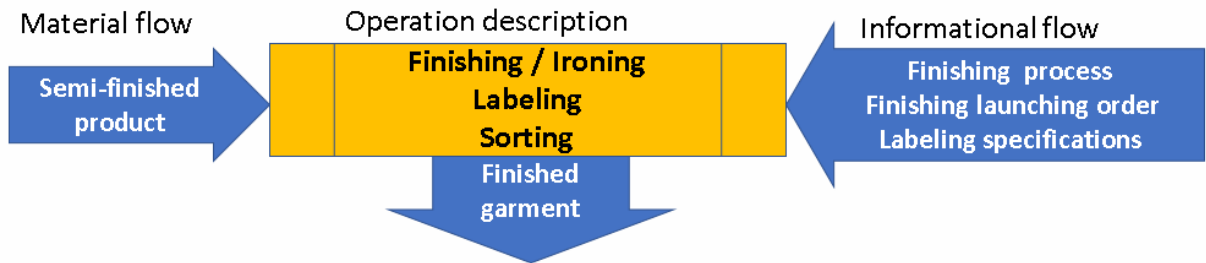 Material flow
Operation description
Informational flow
Semi-finished
product
Finishing / Ironing
Labeling
Sorting
Finishing process
Finishing launching order
Labeling specifications
Finished
garment